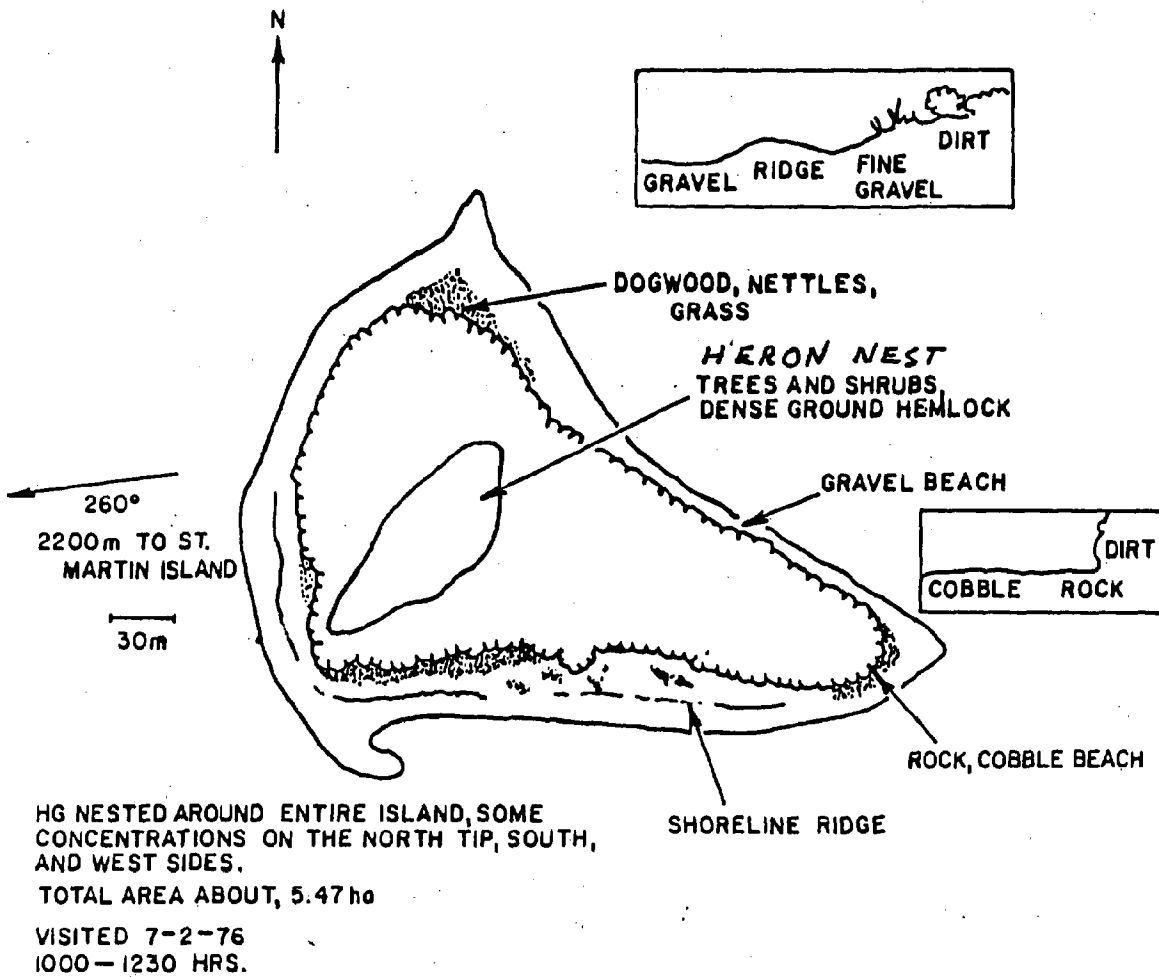 N
GRAVEL RIDGE FINE GRAVEL DIRT
DOGWOOD, NETTLES,
GRASS
H'ERON NEST
TREES AND SHRUBS,
DENSE GROUND HEMLOCK
GRAVEL BEACH
260°
2200m TO ST.
MARTIN ISLAND
30m
DIRT
COBBLE ROCK
ROCK, COBBLE BEACH
SHORELINE RIDGE
HG NESTED AROUND ENTIRE ISLAND, SOME
CONCENTRATIONS ON THE NORTH TIP, SOUTH,
AND WEST SIDES.
TOTAL AREA ABOUT, 5.47 ha
VISITED 7-2-76
1000-1230 HRS.